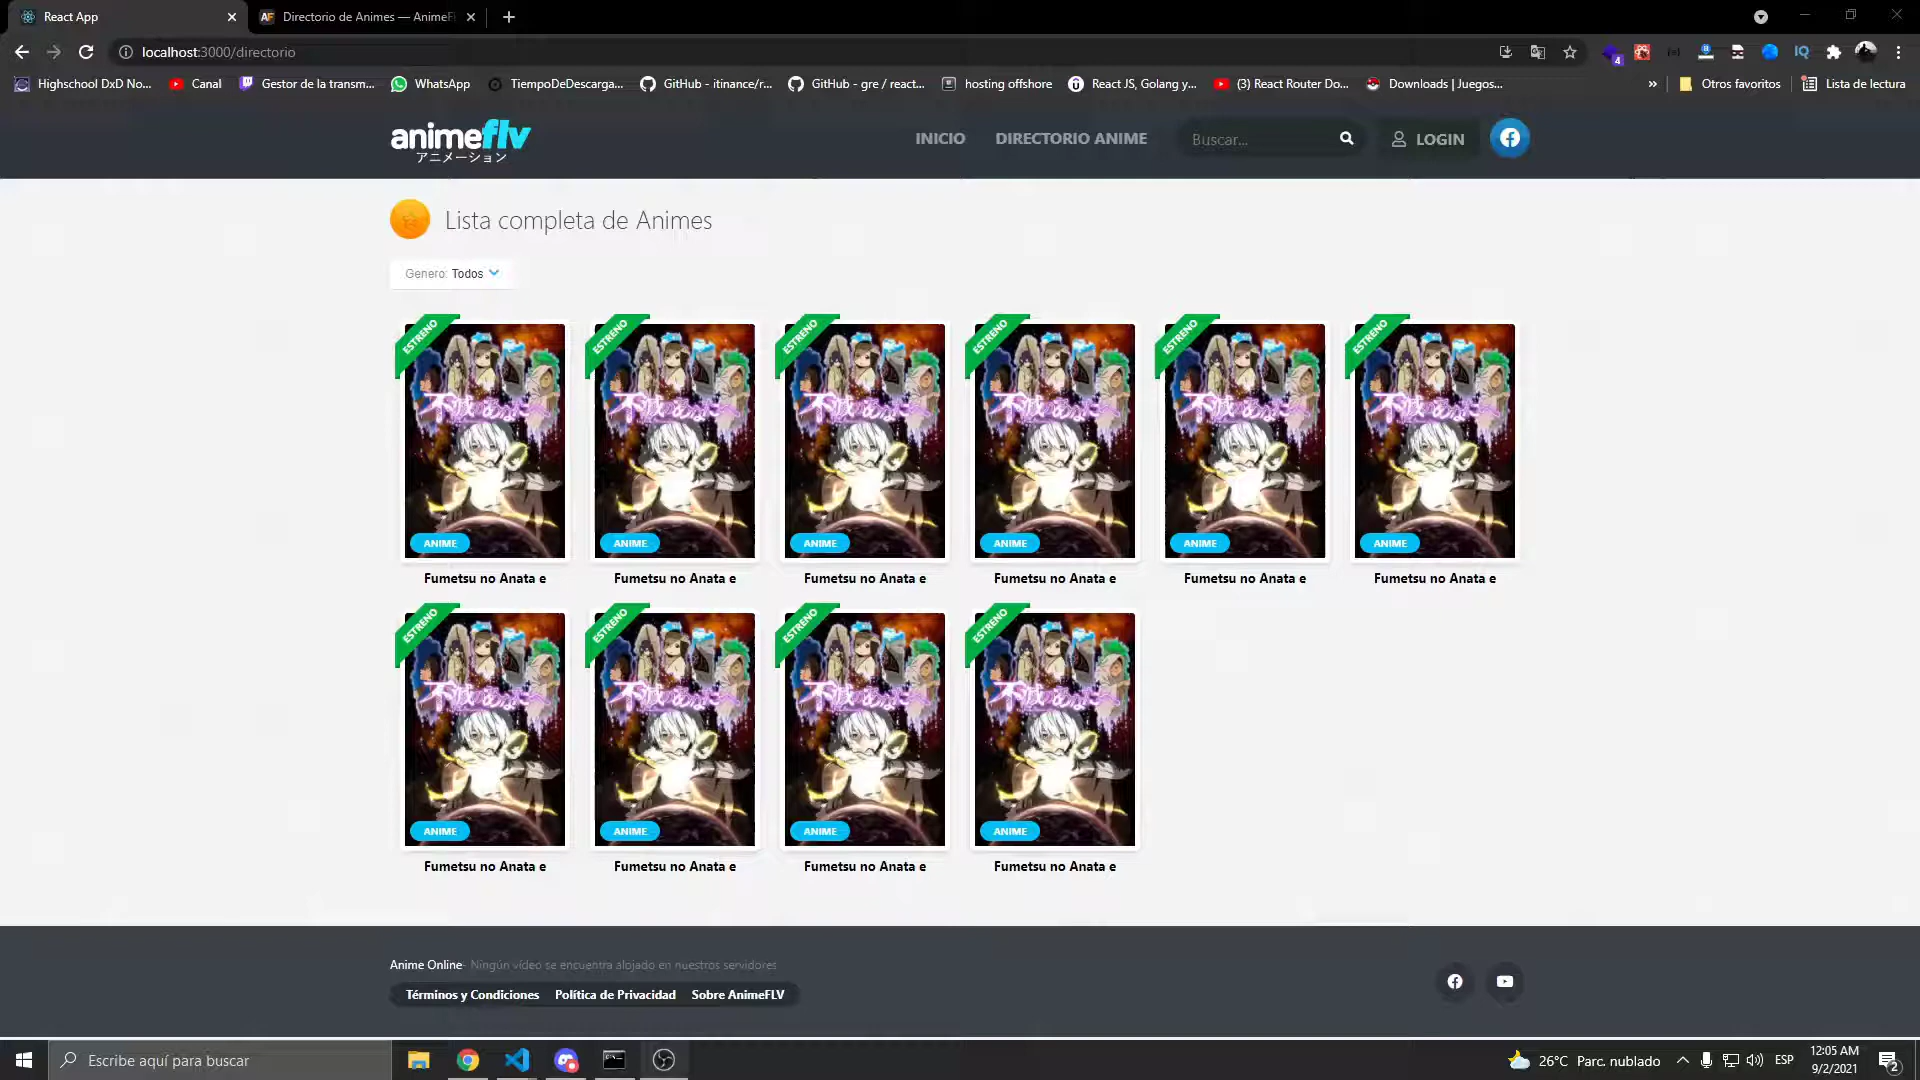 React App
Directorio de Animes — AnimeF
localhost:3000/directorio
4
IQ
Highschool DxD No...
Canal
Gestor de la transm...
WhatsApp
TiempoDeDescarga...
GitHub - itinance/r...
GitHub - gre / react...
hosting offshore
React JS, Golang y...
(3) React Router Do...
Downloads | Juegos...
»
Otros favoritos
Lista de lectura
animeflv
アニメーション
INICIO
DIRECTORIO ANIME
Buscar...
LOGIN
Lista completa de Animes
Genero: Todos
ESTRENO
ESTRENO
ESTRENO
ESTRENO
ESTRENO
ESTRENO
ANIME
ANIME
ANIME
ANIME
ANIME
ANIME
Fumetsu no Anata e
Fumetsu no Anata e
Fumetsu no Anata e
Fumetsu no Anata e
Fumetsu no Anata e
Fumetsu no Anata e
ESTRENO
ESTRENO
ESTRENO
ESTRENO
ANIME
ANIME
ANIME
ANIME
Fumetsu no Anata e
Fumetsu no Anata e
Fumetsu no Anata e
Fumetsu no Anata e
Anime Online- Ningún vídeo se encuentra alojado en nuestros servidores
Términos y Condiciones Política de Privacidad Sobre AnimeFLV
Escribe aquí para buscar
26°C Parc. nublado
ESP
12:05 AM
9/2/2021
2